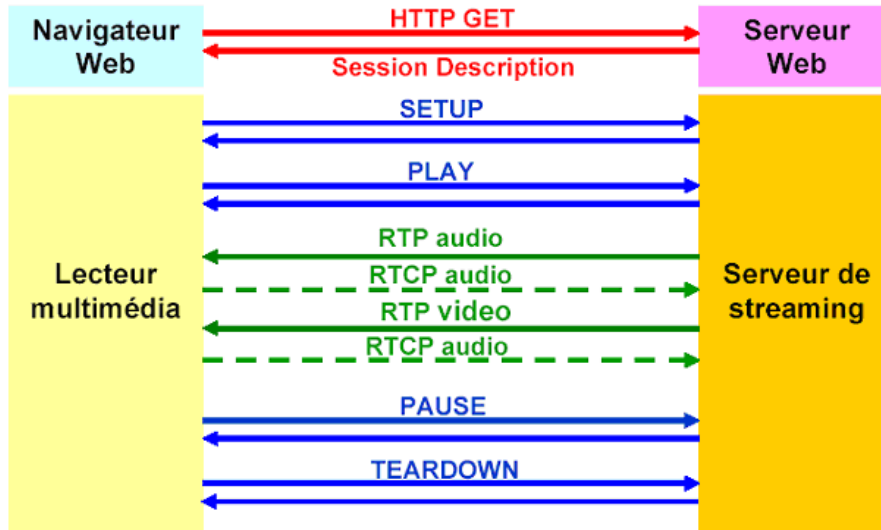 Navigateur
Web
HTTP GET
Session Description
Serveur
Web
Lecteur
multimédia
SETUP
PLAY
RTP audio
RTCP audio
RTP video
RTCP audio
PAUSE
TEARDOWN
Serveur de
streaming